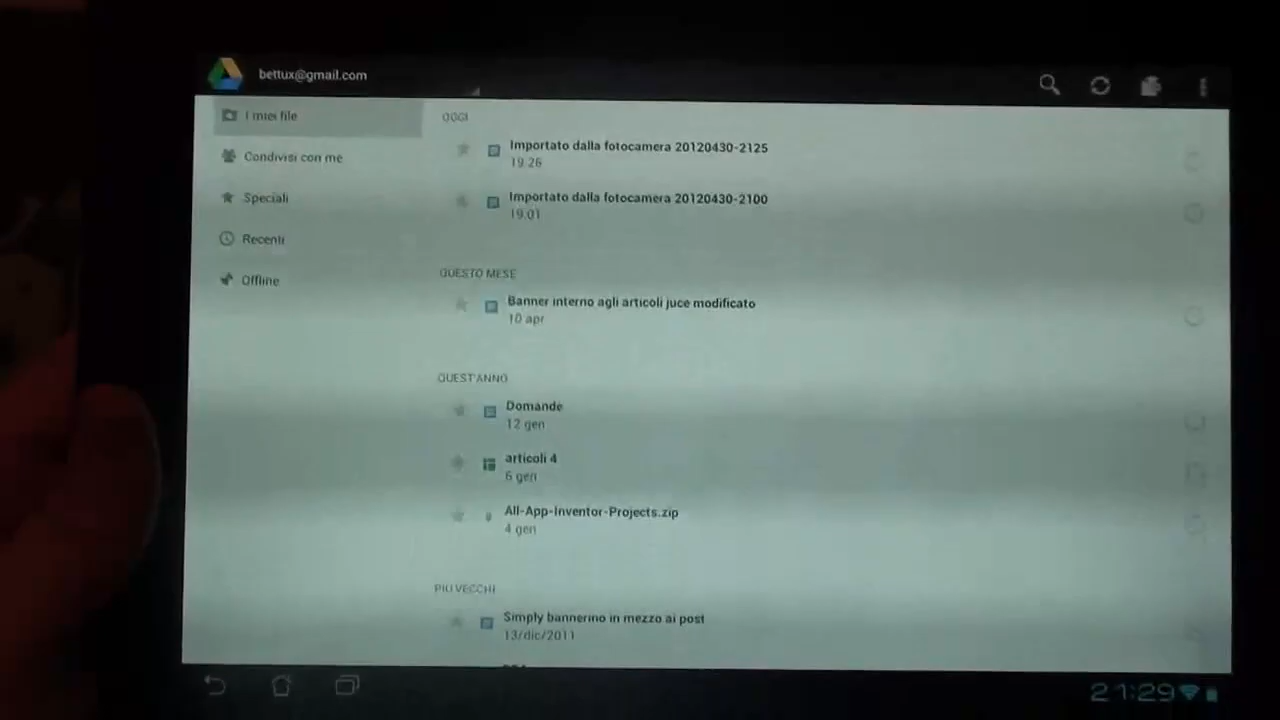 bettux@gmail.com
I miei file
Condivisi con me
Speciali
Recenti
Offline
OGGI
Importato dalla fotocamera 20120430-2125
19.26
Importato dalla fotocamera 20120430-2100
19.01
QUESTO MESE
Banner interno agli articoli juce modificato
10 apr
QUEST'ANNO
Domande
12 gen
articoli 4
6 gen
All-App-Inventor-Projects.zip
4 gen
PIÙ VECCHI
Simply bannerino in mezzo ai post
13/dic/2011
21:29